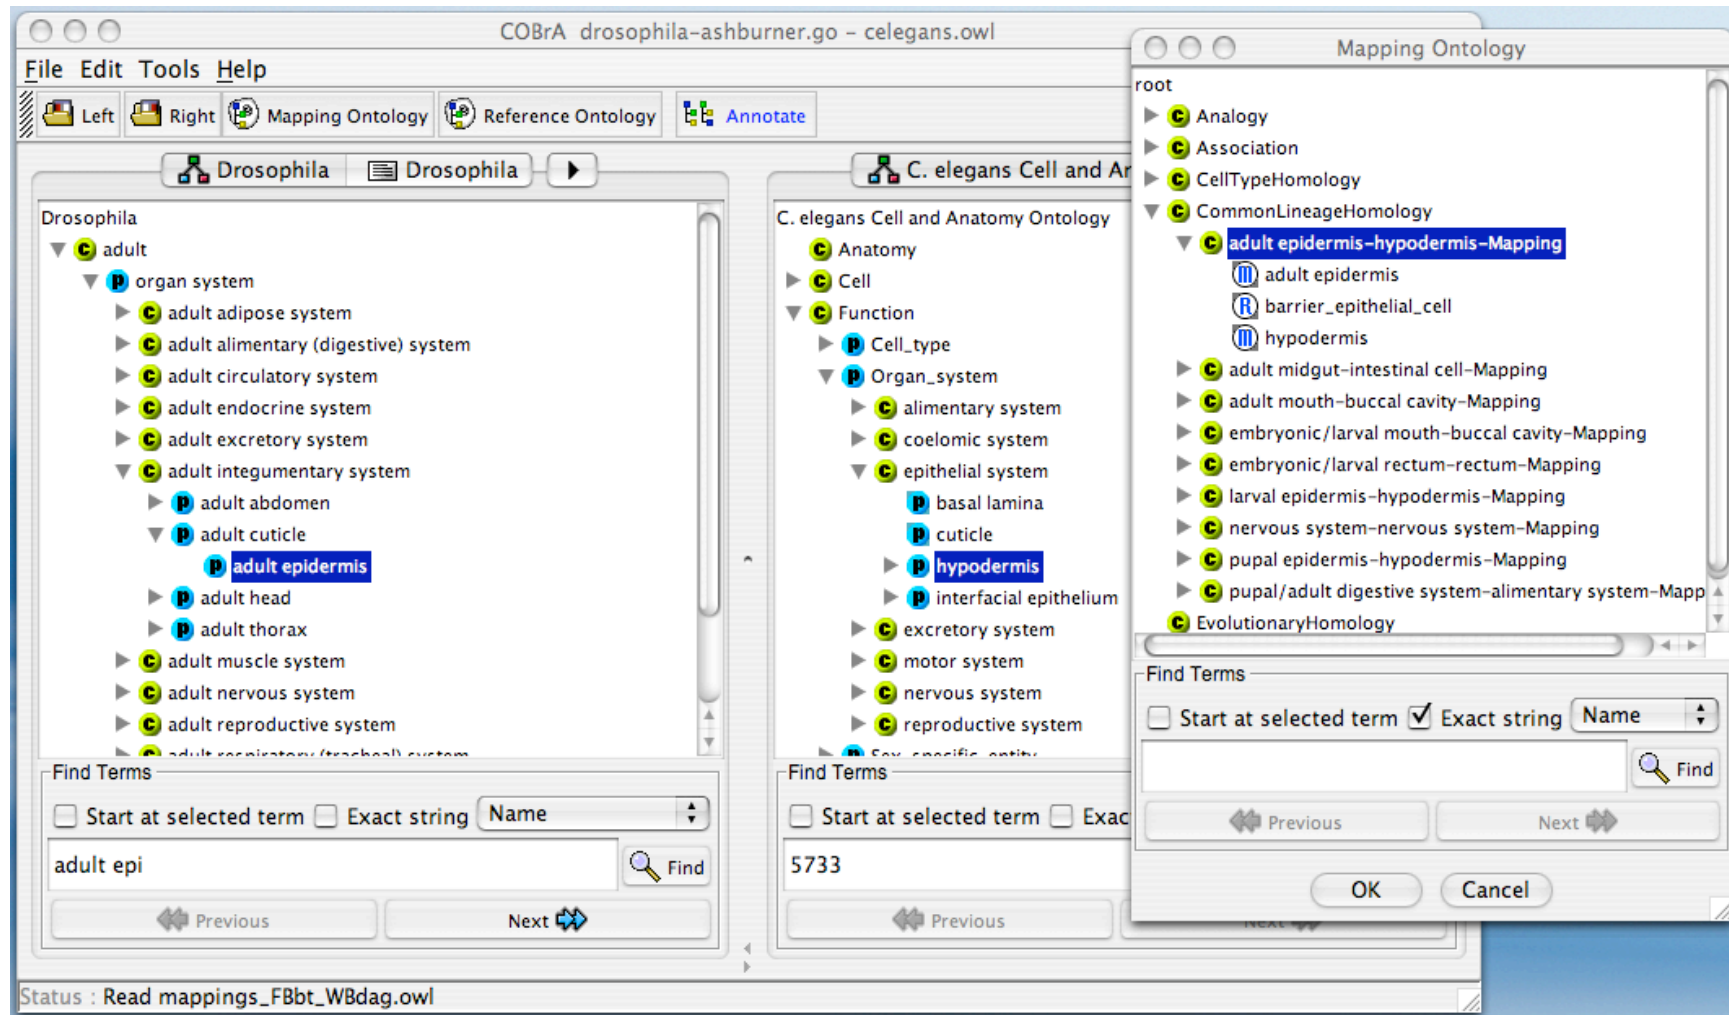 COBrA drosophila-ashburner.go – celegans.owl
File Edit Tools Help
Left Right Mapping Ontology Reference Ontology Annotate
Drosophila Drosophila
Drosophila
c adult
p organ system
c adult adipose system
c adult alimentary (digestive) system
c adult circulatory system
c adult endocrine system
c adult excretory system
c adult integumentary system
p adult abdomen
p adult cuticle
p adult epidermis
p adult head
p adult thorax
c adult muscle system
c adult nervous system
c adult reproductive system
c adult respiratory (tracheal) system
Find Terms
Start at selected term Exact string Name
adult epi Find
Previous Next
C. elegans Cell and Ar
C. elegans Cell and Anatomy Ontology
c Anatomy
c Cell
c Function
p Cell_type
p Organ_system
c alimentary system
c coelomic system
c epithelial system
p basal lamina
p cuticle
p hypodermis
p interfacial epithelium
c excretory system
c motor system
c nervous system
c reproductive system
p Sex_specific_entity
Find Terms
Start at selected term Exac
5733
Previous Next
Mapping Ontology
root
c Analogy
c Association
c CellTypeHomology
c CommonLineageHomology
c adult epidermis-hypodermis-Mapping
m adult epidermis
R barrier_epithelial_cell
m hypodermis
c adult midgut-intestinal cell-Mapping
c adult mouth-buccal cavity-Mapping
c embryonic/larval mouth-buccal cavity-Mapping
c embryonic/larval rectum-rectum-Mapping
c larval epidermis-hypodermis-Mapping
c nervous system-nervous system-Mapping
c pupal epidermis-hypodermis-Mapping
c pupal/adult digestive system-alimentary system-Mapp
c EvolutionaryHomology
Find Terms
Start at selected term Exact string Name
Find
Previous Next
OK Cancel
Status : Read mappings_FBbt_WBdag.owl